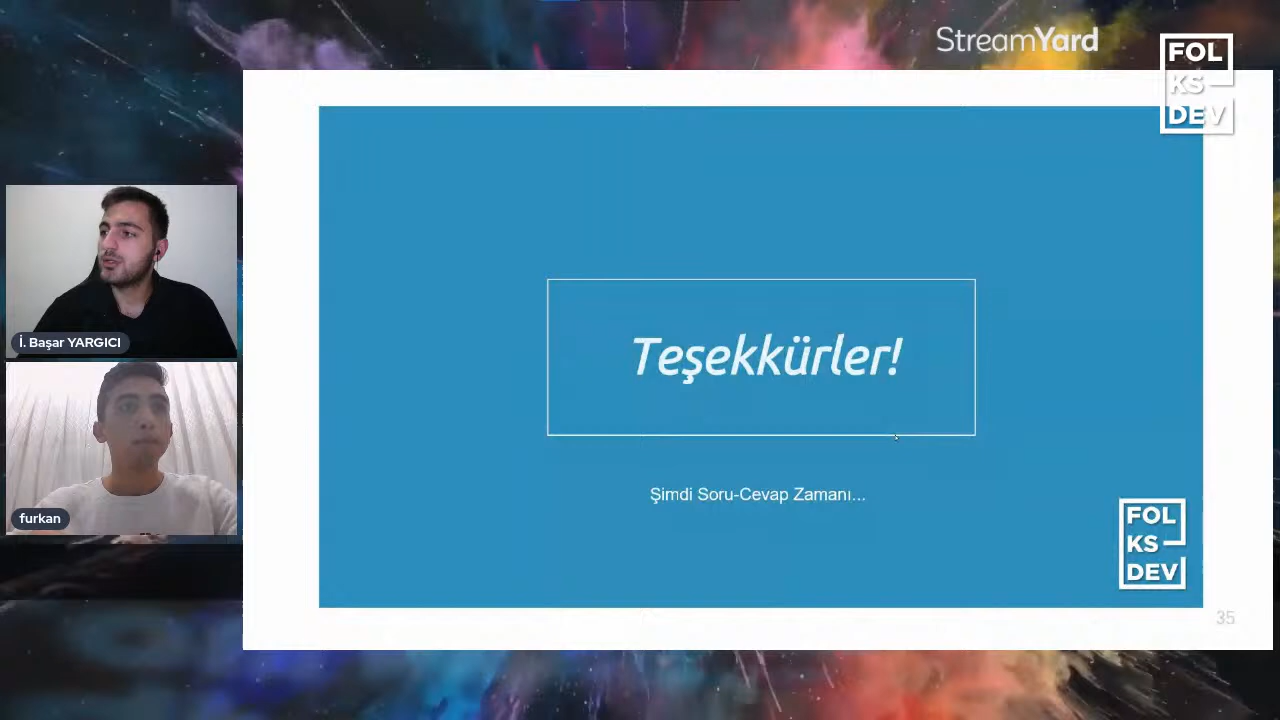 StreamYard
FOL
KS
DEV
İ. Başar YARGICI
furkan
Teşekkürler!
Şimdi Soru-Cevap Zamanı...
FOL
KS
DEV
35